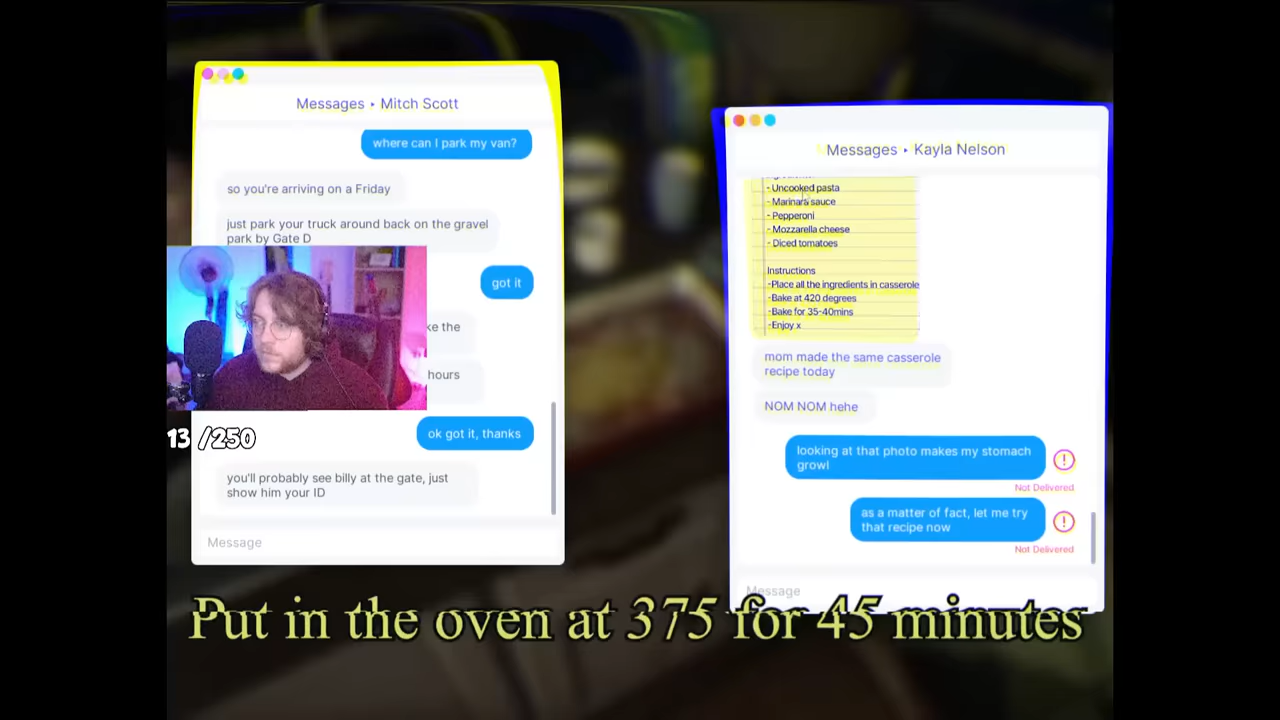 Messages ▸ Mitch Scott
where can I park my van?
so you're arriving on a Friday
just park your truck around back on the gravel
park by Gate D
got it
the
hours
ok got it, thanks
you'll probably see billy at the gate, just
show him your ID
Message
13 /250
Messages ▸ Kayla Nelson
- Uncooked pasta
- Marinara sauce
- Pepperoni
- Mozzarella cheese
- Diced tomatoes
Instructions
-Place all the ingredients in casserole
-Bake at 420 degrees
-Bake for 35-40mins
-Enjoy x
mom made the same casserole
recipe today
NOM NOM hehe
looking at that photo makes my stomach
growl
Not Delivered
as a matter of fact, let me try
that recipe now
Not Delivered
Message
Put in the oven at 375 for 45 minutes